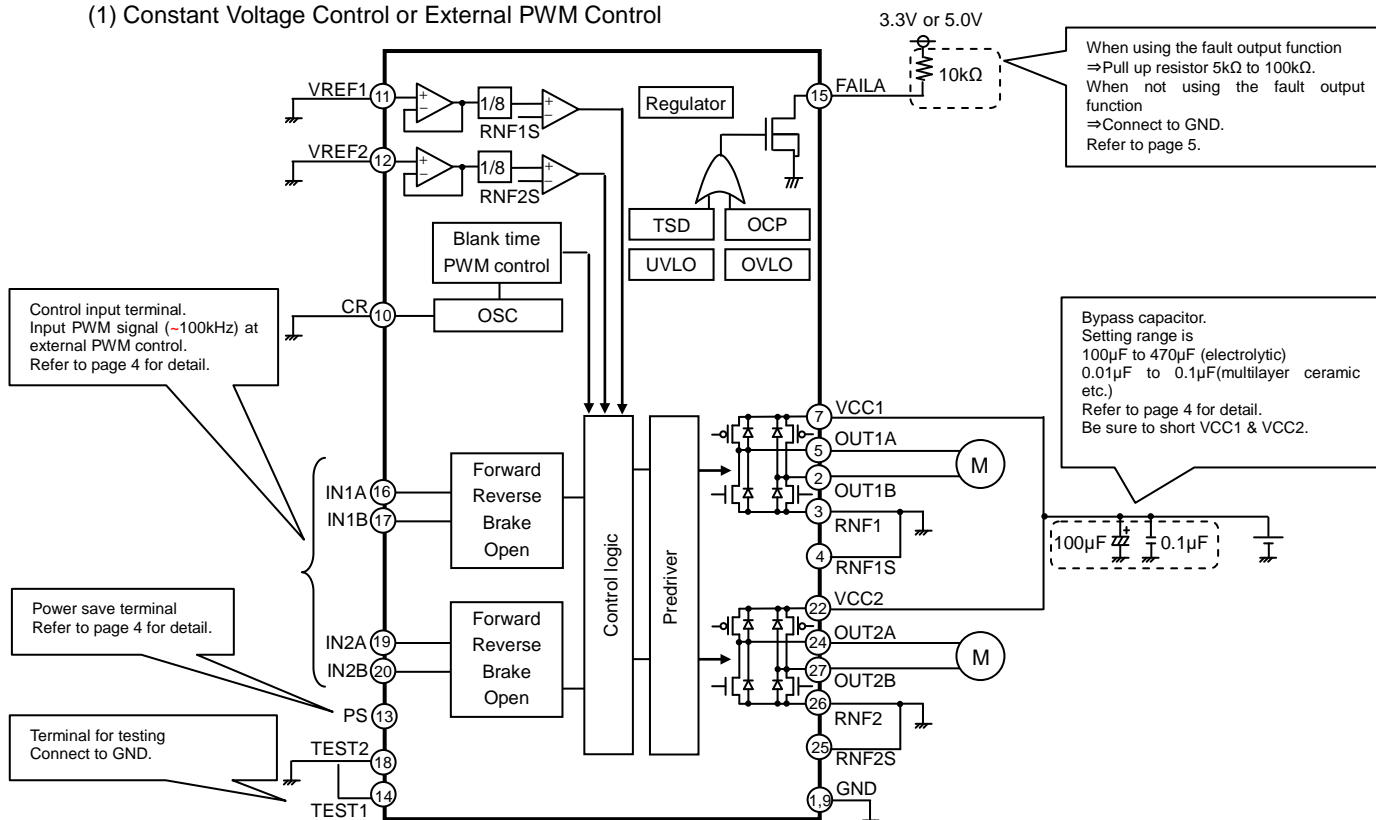 (1) Constant Voltage Control or External PWM Control
3.3V or 5.0V
10kΩ
When using the fault output function
⇒Pull up resistor 5kΩ to 100kΩ.
When not using the fault output
function
⇒Connect to GND.
Refer to page 5.
VREF1
11
1/8
RNF1S
Regulator
15
FAILA
VREF2
12
1/8
RNF2S
TSD
OCP
UVLO
OVLO
Blank time
PWM control
CR
10
OSC
Control input terminal.
Input PWM signal (~100kHz) at
external PWM control.
Refer to page 4 for detail.
Bypass capacitor.
Setting range is
100µF to 470µF (electrolytic)
0.01µF to 0.1µF(multilayer ceramic
etc.)
Refer to page 4 for detail.
Be sure to short VCC1 & VCC2.
IN1A
16
IN1B
17
Forward
Reverse
Brake
Open
Control logic
Predriver
7
VCC1
5
OUT1A
M
2
OUT1B
3
RNF1
4
RNF1S
100µF
+
0.1µF
Power save terminal
Refer to page 4 for detail.
IN2A
19
IN2B
20
Forward
Reverse
Brake
Open
22
VCC2
24
OUT2A
M
27
OUT2B
26
RNF2
25
RNF2S
PS
13
Terminal for testing
Connect to GND.
TEST2
18
14
TEST1
1,9
GND